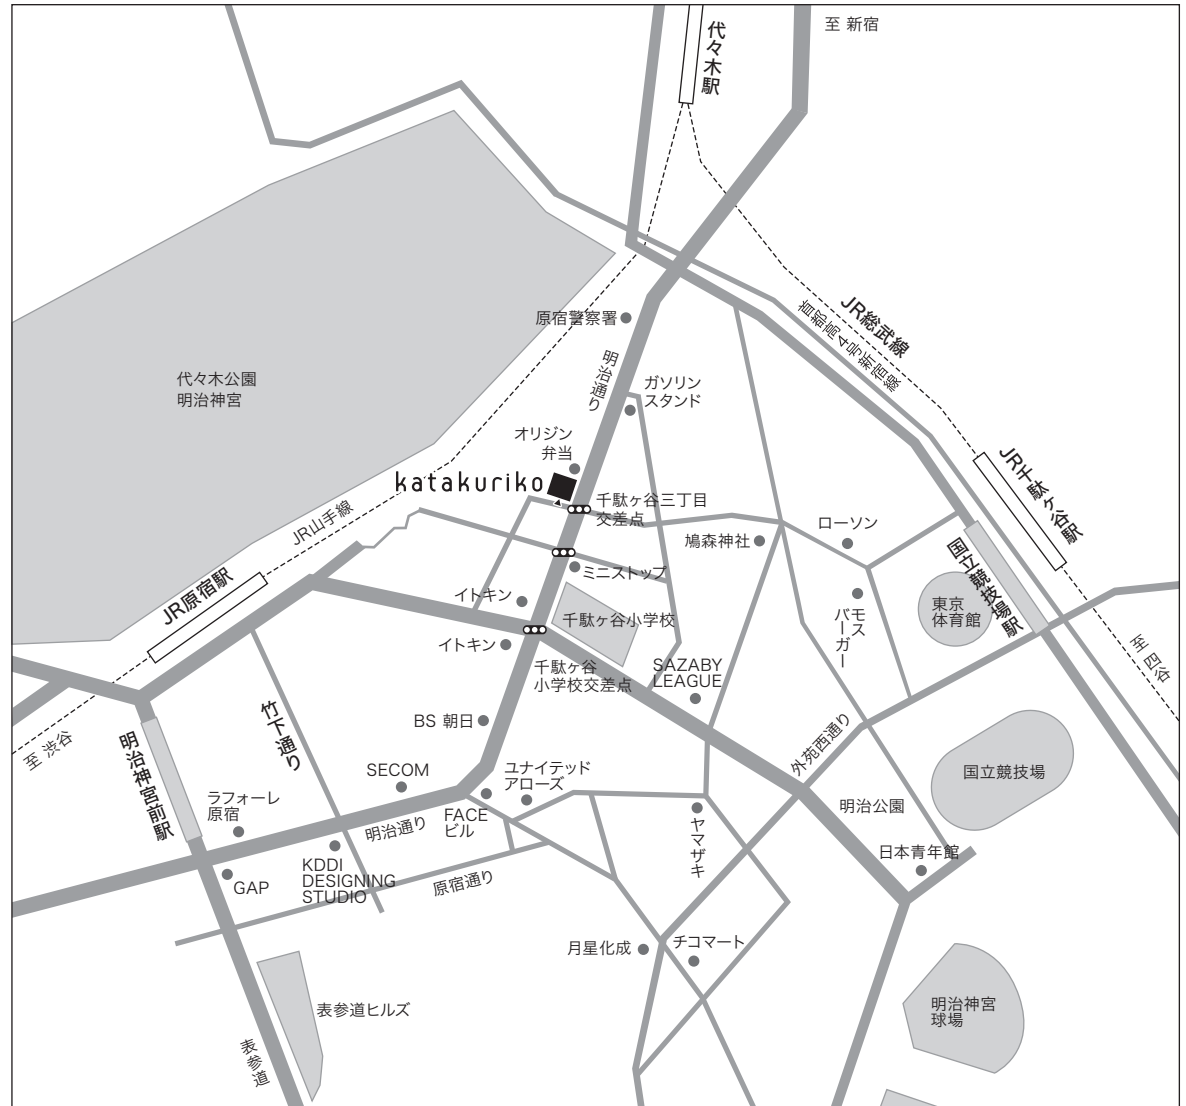 至 新宿
代々木駅
原宿警察署
明治通り
ガソリン
スタンド
JR総武線
首都高4号新宿線
代々木公園
明治神宮
オリジン
弁当
katakuriko
千駄ヶ谷三丁目
交差点
JR千駄ヶ谷駅
JR山手線
鳩森神社
ローソン
国立競技場駅
ミニストップ
JR原宿駅
イトキン
千駄ヶ谷小学校
モス
バーガー
東京
体育館
至 四谷
イトキン
千駄ヶ谷
小学校交差点
SAZABY
LEAGUE
竹下通り
BS 朝日
外苑西通り
至 渋谷
明治神宮前駅
SECOM
ユナイテッド
アローズ
国立競技場
ラフォーレ
原宿
明治通り
FACE
ビル
ヤマザキ
明治公園
日本青年館
GAP
KDDI
DESIGNING
STUDIO
原宿通り
月星化成
チコマート
表参道ヒルズ
明治神宮
球場
表参道